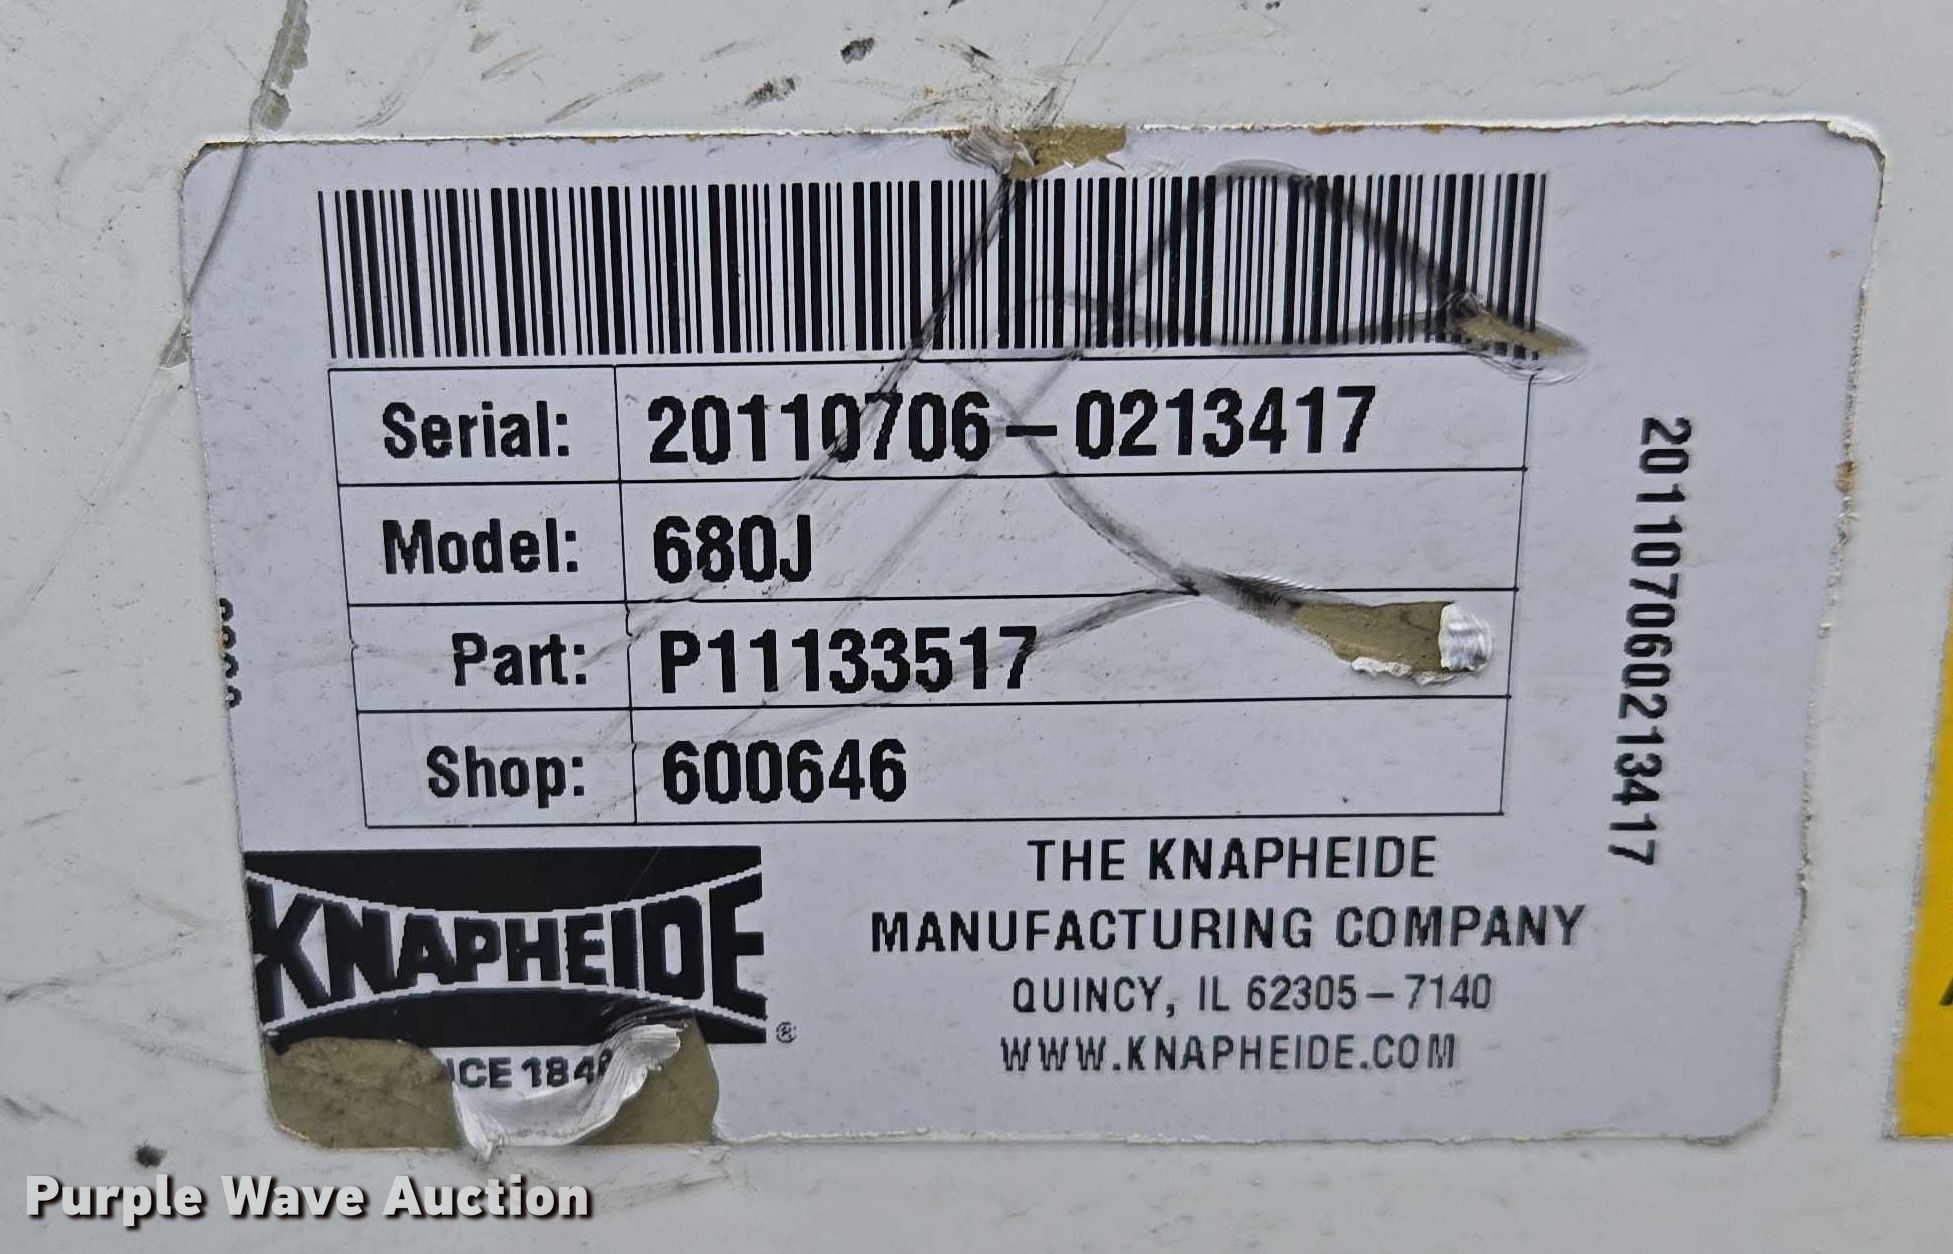 Serial: 20110706-0213417
Model: 680J
Part: P11133517
Shop: 600646
201107060213417
KNAPHEIDE®
THE KNAPHEIDE
MANUFACTURING COMPANY
QUINCY, IL 62305-7140
WWW.KNAPHEIDE.COM
Purple Wave Auction